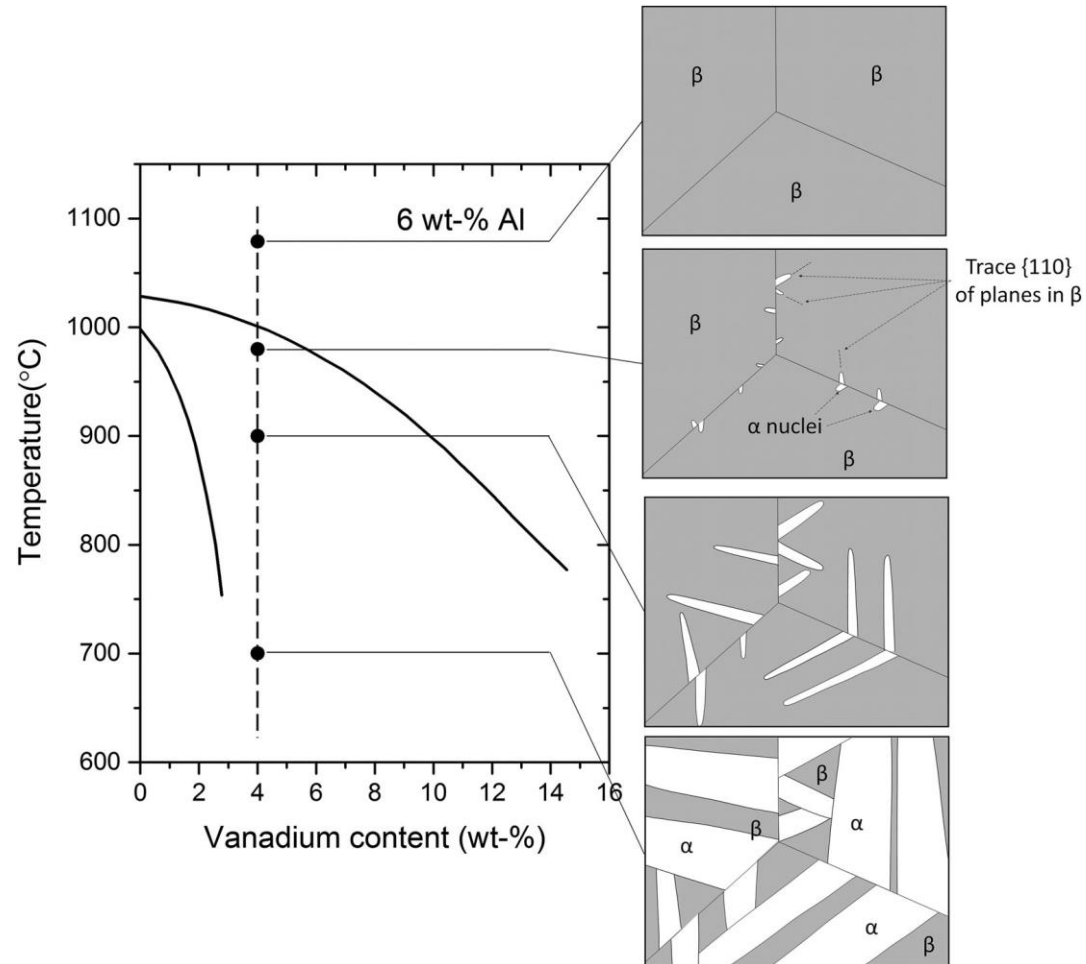 β
β
β
1100
6 wt-% Al
1000
900
800
700
600
Temperature(°C)
0
2
4
6
8
10
12
14
16
Vanadium content (wt-%)
Trace {110}
of planes in β
β
α nuclei
β
β
α
β
α
α
β